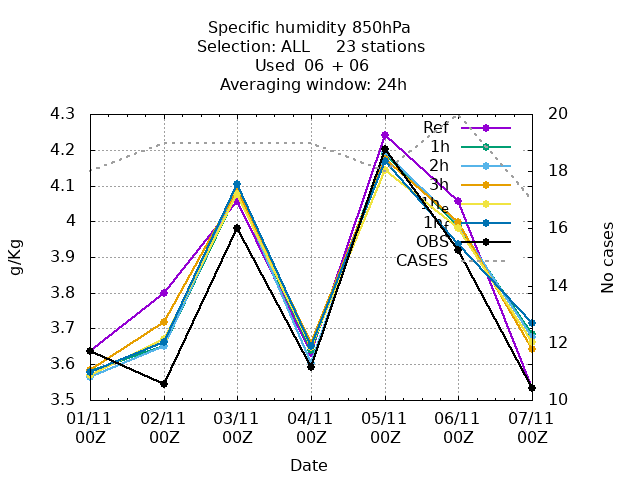 Specific humidity 850hPa
Selection: ALL 23 stations
Used 06 + 06
Averaging window: 24h
4.3
4.2
4.1
4
3.9
3.8
3.7
3.6
3.5
g/Kg
20
18
16
14
12
10
No cases
Ref
1h
2h
3h
1he
1hf
OBS
CASES
01/11 02/11 03/11 04/11 05/11 06/11 07/11
00Z 00Z 00Z 00Z 00Z 00Z 00Z
Date